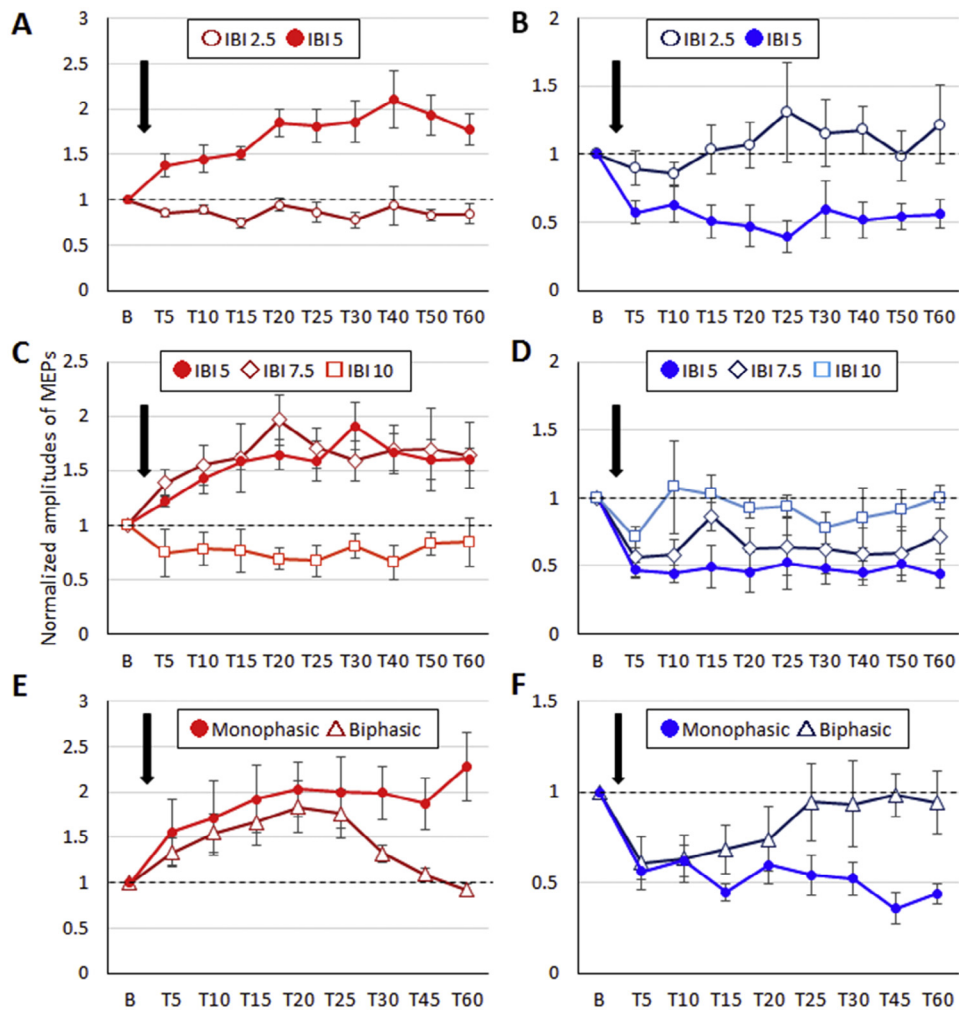 A
IBI 2.5 IBI 5
3
2.5
2
1.5
1
0.5
0
B T5 T10 T15 T20 T25 T30 T40 T50 T60
B
IBI 2.5 IBI 5
2
1.5
1
0.5
0
B T5 T10 T15 T20 T25 T30 T40 T50 T60
Normalized amplitudes of MEPs
C
IBI 5 IBI 7.5 IBI 10
2.5
2
1.5
1
0.5
0
B T5 T10 T15 T20 T25 T30 T40 T50 T60
D
IBI 5 IBI 7.5 IBI 10
2
1.5
1
0.5
0
B T5 T10 T15 T20 T25 T30 T40 T50 T60
E
Monophasic Biphasic
3
2.5
2
1.5
1
0.5
0
B T5 T10 T15 T20 T25 T30 T45 T60
F
Monophasic Biphasic
1.5
1
0.5
0
B T5 T10 T15 T20 T25 T30 T45 T60